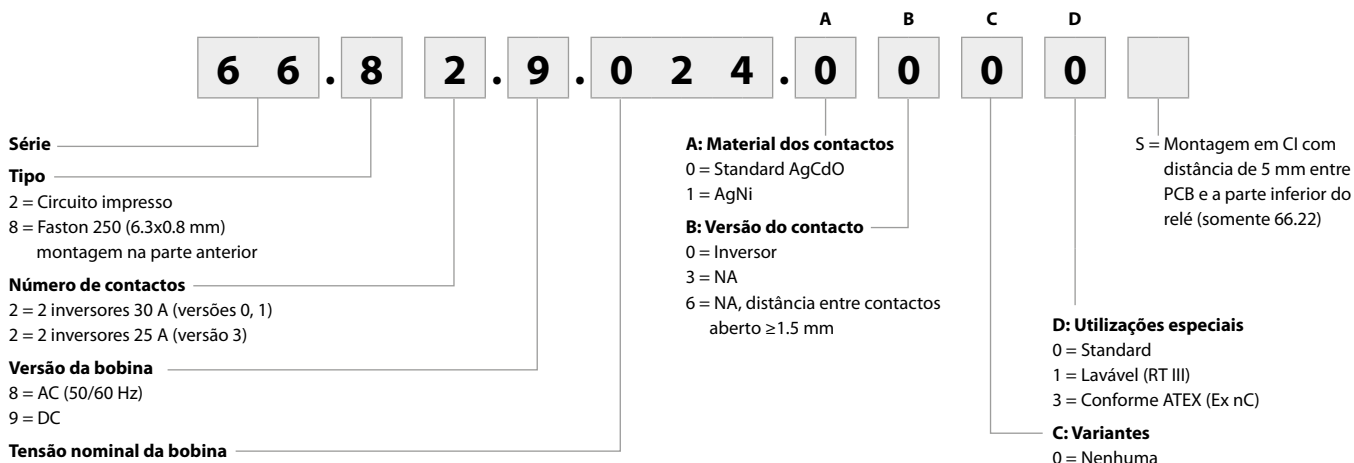 A B C D
6 6 . 8 2 . 9 . 0 2 4 . 0 0 0 0
Série
Tipo
2 = Circuito impresso
8 = Faston 250 (6.3x0.8 mm)
montagem na parte anterior
Número de contactos
2 = 2 inversores 30 A (versões 0, 1)
2 = 2 inversores 25 A (versão 3)
Versão da bobina
8 = AC (50/60 Hz)
9 = DC
Tensão nominal da bobina
A: Material dos contactos
0 = Standard AgCdO
1 = AgNi
B: Versão do contacto
0 = Inversor
3 = NA
6 = NA, distância entre contactos
aberto ≥1.5 mm
S = Montagem em CI com
distância de 5 mm entre
PCB e a parte inferior do
relé (somente 66.22)
D: Utilizações especiais
0 = Standard
1 = Lavável (RT III)
3 = Conforme ATEX (Ex nC)
C: Variantes
0 = Nenhuma